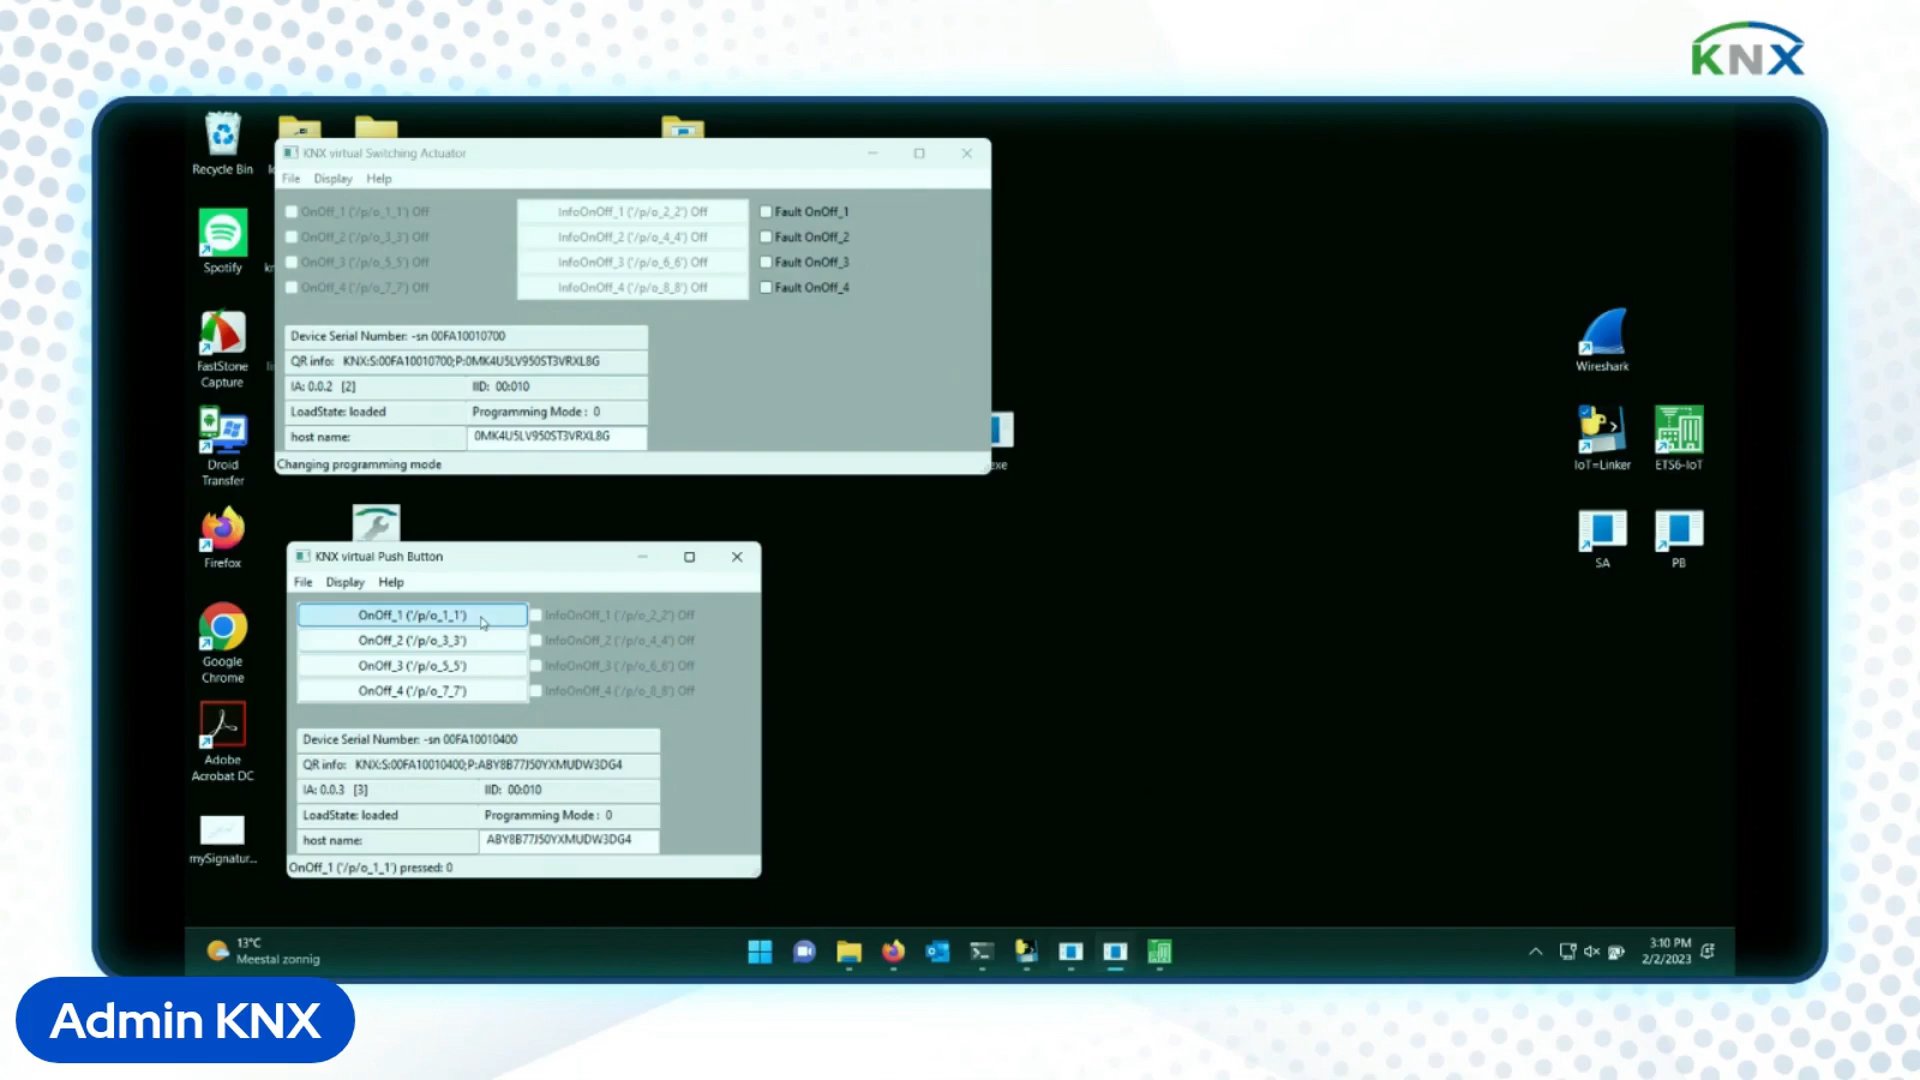 KNX
Recycle Bin
Spotify
FastStone
Capture
Droid
Transfer
Firefox
Google
Chrome
Adobe
Acrobat DC
mySignatur...
KNX virtual Switching Actuator
File Display Help
OnOff_1 ('/p/o_1_1') Off InfoOnOff_1 ('/p/o_2_2') Off Fault OnOff_1
OnOff_2 ('/p/o_3_3') Off InfoOnOff_2 ('/p/o_4_4') Off Fault OnOff_2
OnOff_3 ('/p/o_5_5') Off InfoOnOff_3 ('/p/o_6_6') Off Fault OnOff_3
OnOff_4 ('/p/o_7_7') Off InfoOnOff_4 ('/p/o_8_8') Off Fault OnOff_4
Device Serial Number: -sn 00FA10010700
QR info: KNX:S:00FA10010700;P:0MK4U5LV950ST3VRXL8G
IA: 0.0.2 [2] IID: 00:010
LoadState: loaded Programming Mode : 0
host name: 0MK4U5LV950ST3VRXL8G
Changing programming mode
KNX virtual Push Button
File Display Help
OnOff_1 ('/p/o_1_1') InfoOnOff_1 ('/p/o_2_2') Off
OnOff_2 ('/p/o_3_3') InfoOnOff_2 ('/p/o_4_4') Off
OnOff_3 ('/p/o_5_5') InfoOnOff_3 ('/p/o_6_6') Off
OnOff_4 ('/p/o_7_7') InfoOnOff_4 ('/p/o_8_8') Off
Device Serial Number: -sn 00FA10010400
QR info: KNX:S:00FA10010400;P:ABY8B77J50YXMUDW3DG4
IA: 0.0.3 [3] IID: 00:010
LoadState: loaded Programming Mode : 0
host name: ABY8B77J50YXMUDW3DG4
OnOff_1 ('/p/o_1_1') pressed: 0
Wireshark
IoT=Linker ETS6-IoT
SA PB
13°C
Meestal zonnig
3:10 PM
2/2/2023
Admin KNX